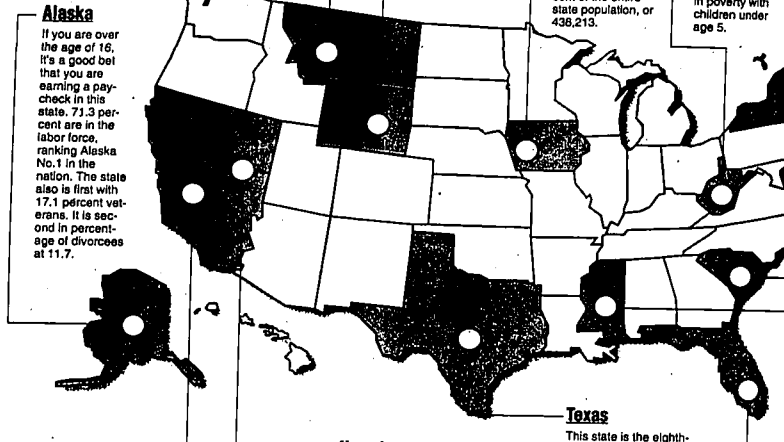 Alaska
If you are over
the age of 16,
it's a good bet
that you are
earning a pay-
check in this
state. 71.3 per-
cent are in the
labor force,
ranking Alaska
No.1 in the
nation. The state
also is first with
17.1 percent vet-
erans. It is sec-
ond in percent-
age of divorcees
at 11.7.
state population, or
438,213.
in poverty with
children under
age 5.
Texas
This state is the eighth-